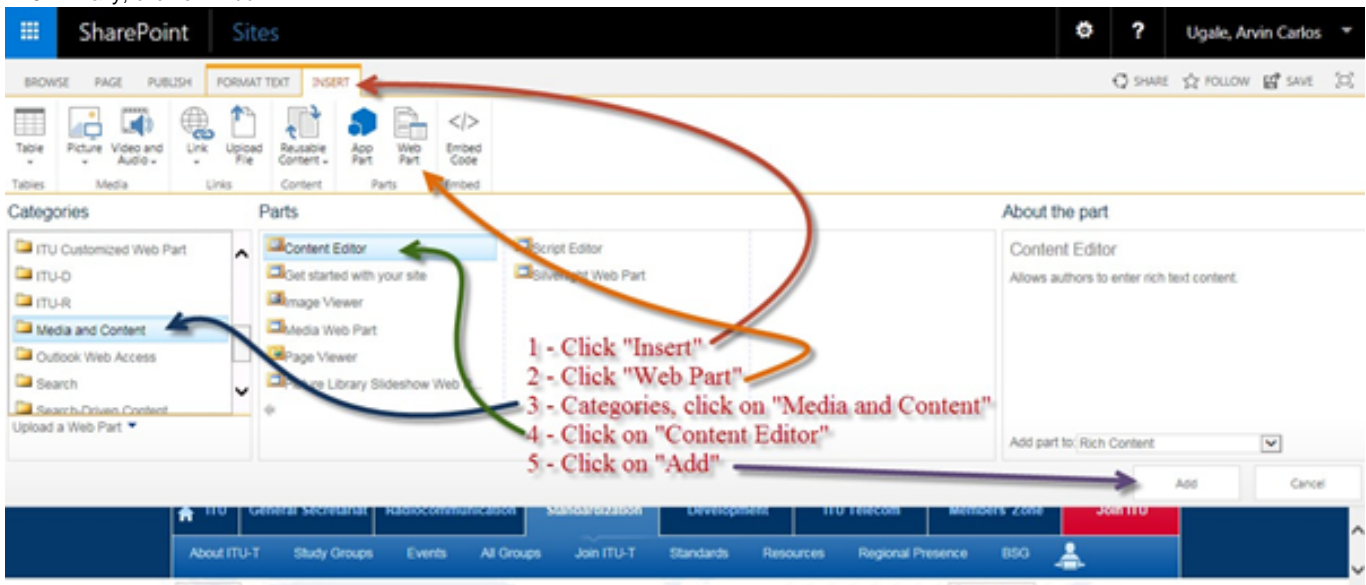 SharePoint Sites ? Ugale, Arvin Carlos
BROWSE PAGE PUBLISH FORMAT TEXT INSERT SHARE FOLLOW SAVE
Table Picture Video and Audio Link Upload File Reusable Content App Part Web Part </> Embed Code
Tables Media Links Content Parts Embed
Categories Parts About the part
ITU Customized Web Part
ITU-D
ITU-R
Media and Content
Outlook Web Access
Search
Search-Driven Content
Upload a Web Part
Content Editor
Get started with your site
Image Viewer
Media Web Part
Page Viewer
Picture Library Slideshow Web
Script Editor
Silverlight Web Part
Content Editor
Allows authors to enter rich text content.
1 - Click "Insert"
2 - Click "Web Part"
3 - Categories, click on "Media and Content"
4 - Click on "Content Editor"
5 - Click on "Add"
Add part to: Rich Content
Add Cancel
ITU General Secretariat Radiocommunication Standardization Development ITU Telecom Members' Zone Join ITU
About ITU-T Study Groups Events All Groups Join ITU-T Standards Resources Regional Presence BSG